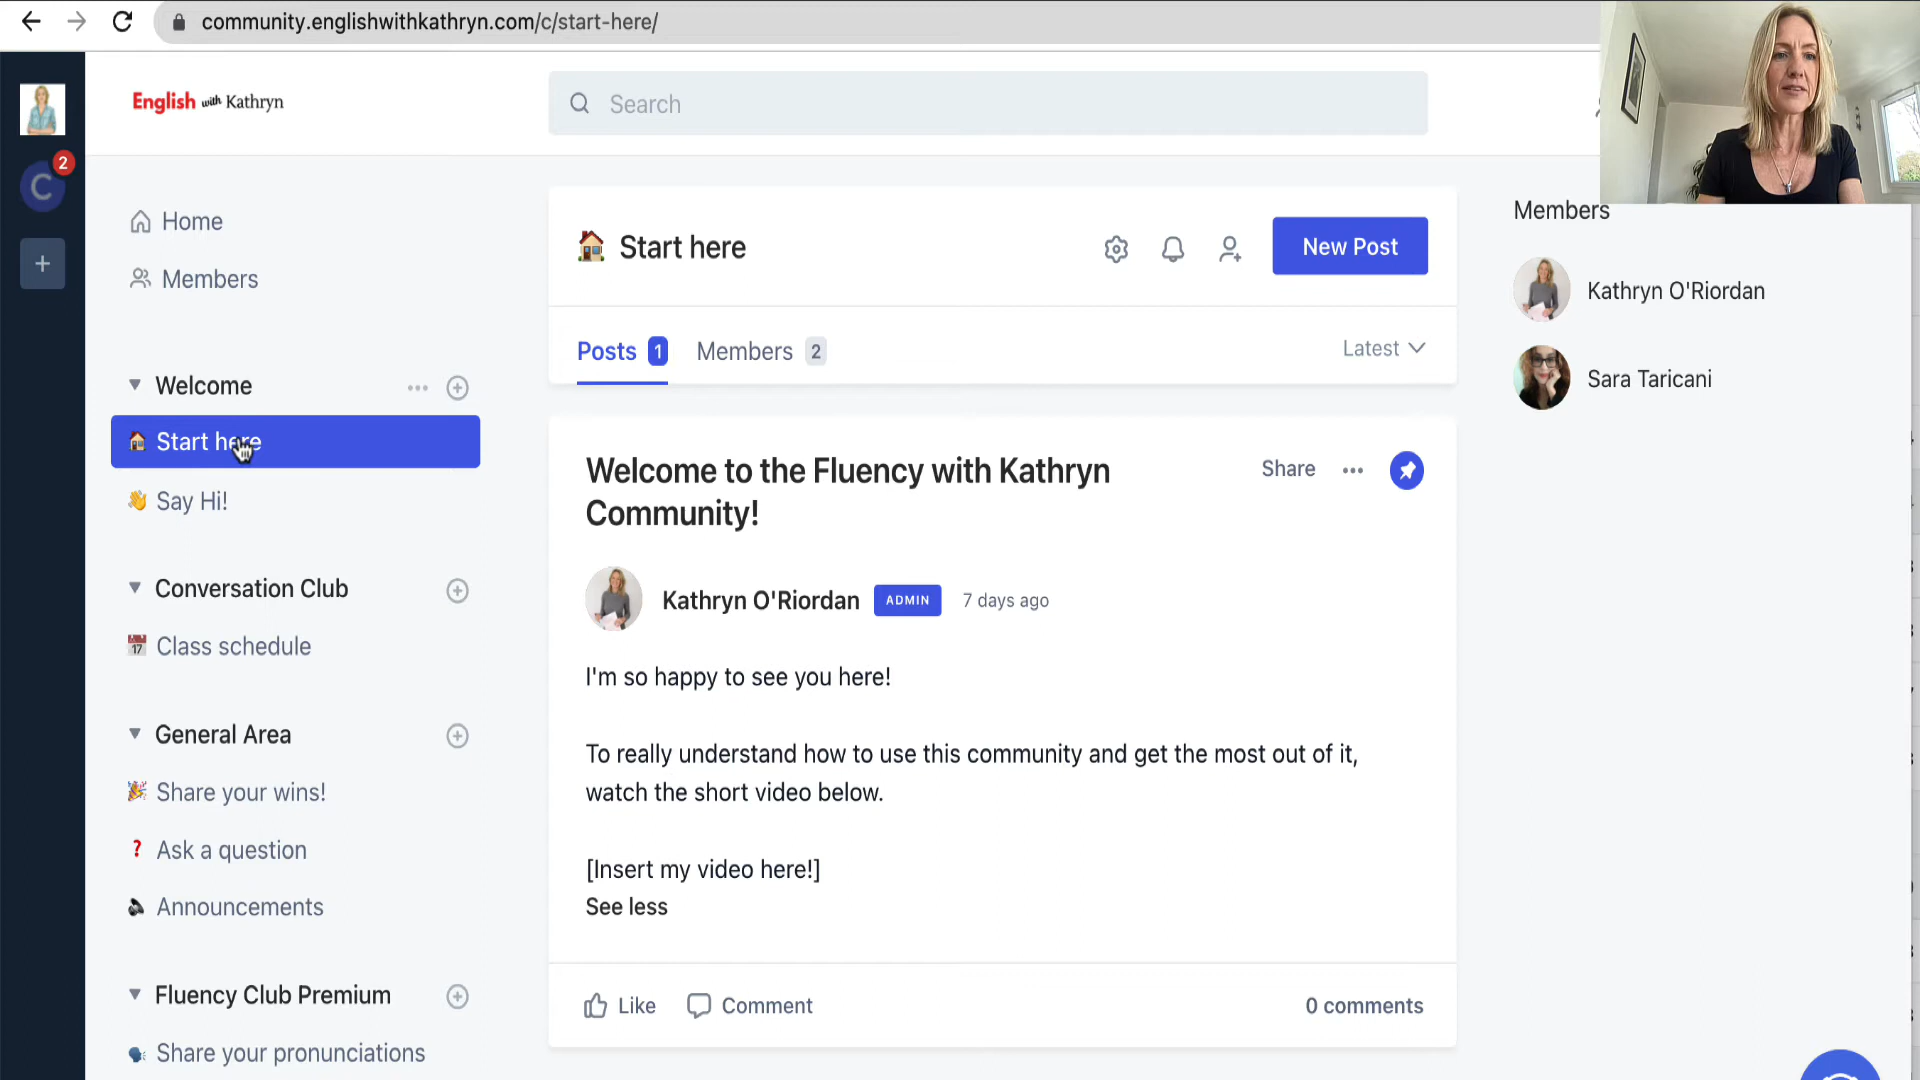 community.englishwithkathryn.com/c/start-here/
English with Kathryn
Search
C
2
Home
Members
Welcome
Start here
Say Hi!
Conversation Club
17
Class schedule
General Area
Share your wins!
Ask a question
Announcements
Fluency Club Premium
Share your pronunciations
Start here
New Post
Posts 1
Members 2
Latest
Welcome to the Fluency with Kathryn
Community!
Share
Kathryn O'Riordan ADMIN 7 days ago
I'm so happy to see you here!
To really understand how to use this community and get the most out of it,
watch the short video below.
[Insert my video here!]
See less
Like
Comment
0 comments
Members
Kathryn O'Riordan
Sara Taricani